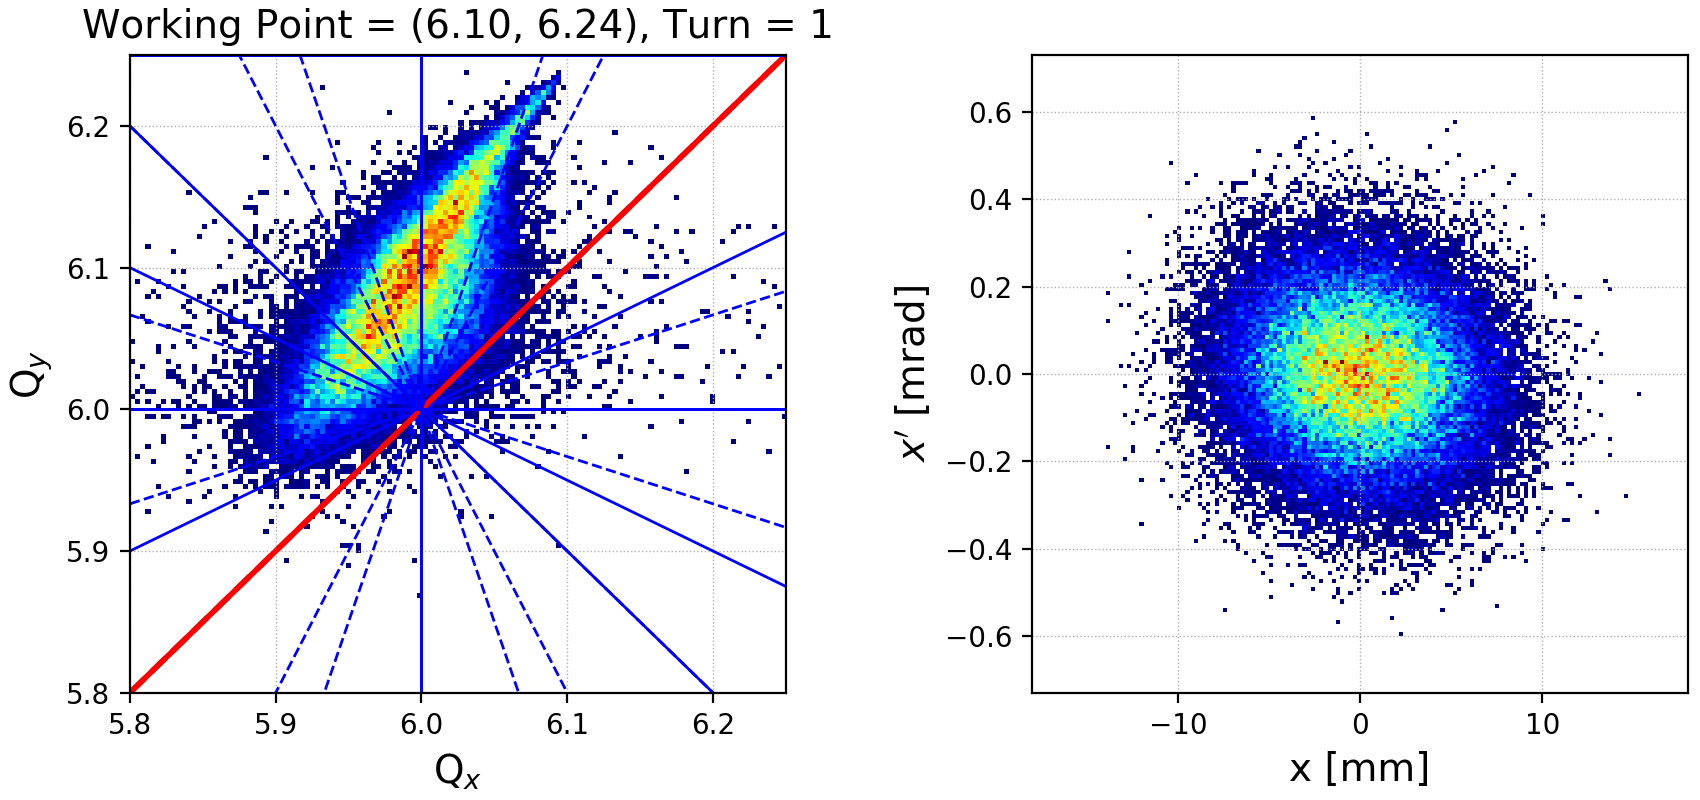 Working Point = (6.10, 6.24), Turn = 1
6.2
6.1
6.0
5.9
5.8
Q_y
5.8 5.9 6.0 6.1 6.2
Q_x
0.6
0.4
0.2
0.0
−0.2
−0.4
−0.6
x′ [mrad]
−10 0 10
x [mm]